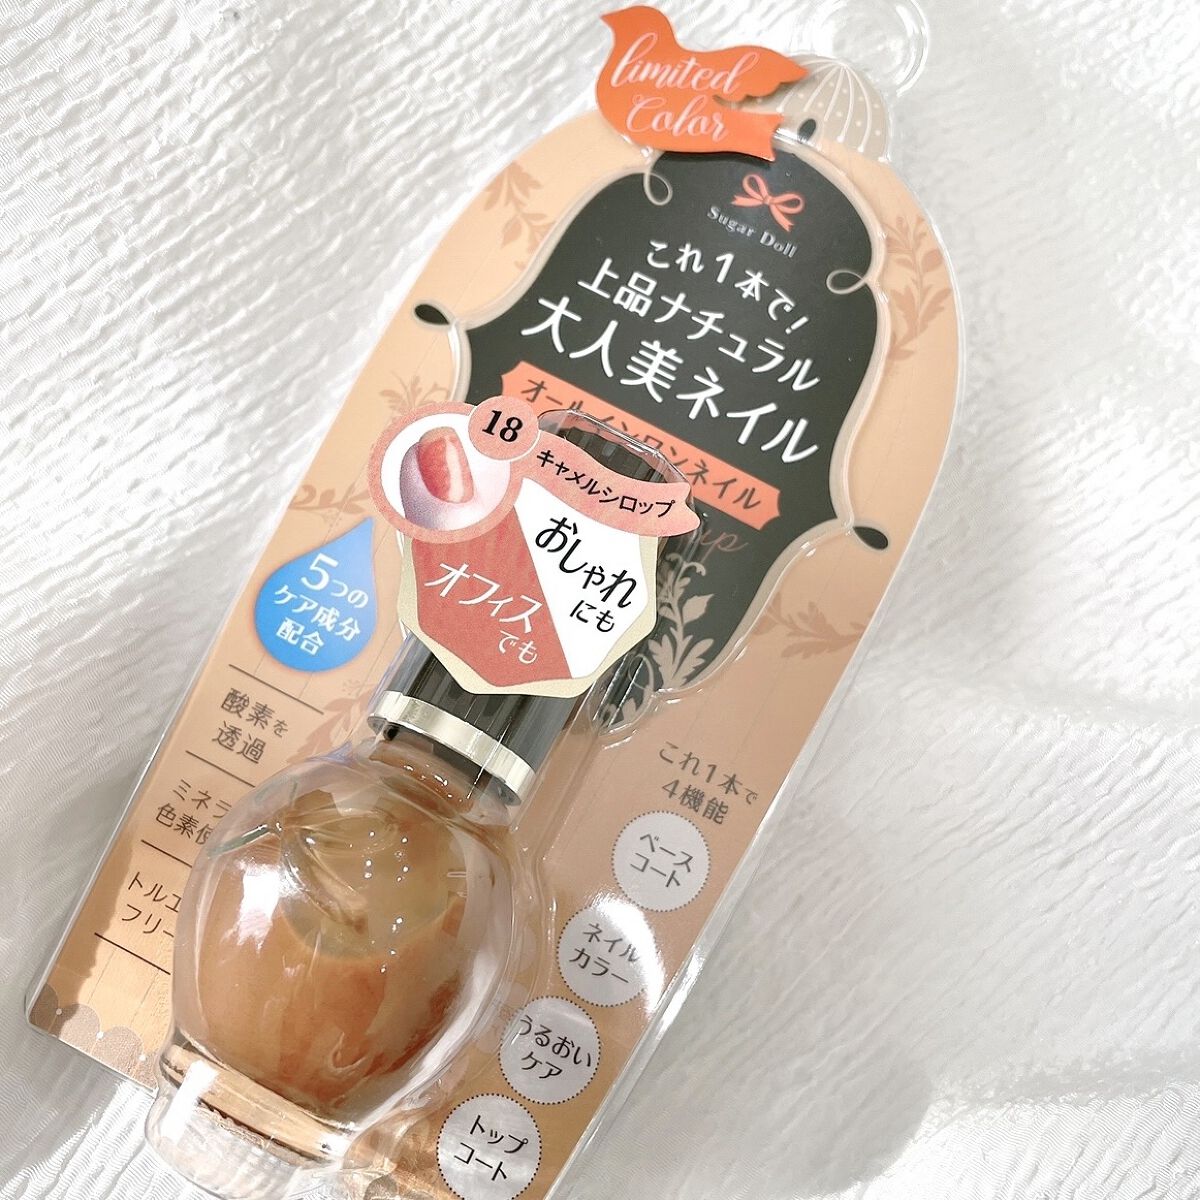 limited
Color
Sugar Doll
これ1本で!
上品ナチュラル
大人美ネイル
オールインワンネイル
18
キャメルシロップ
おしゃれ
にも
オフィス
でも
5つの
ケア成分
配合
酸素を
透過
これ1本で
4機能
ベース
コート
ネイル
カラー
うるおい
ケア
トップ
コート